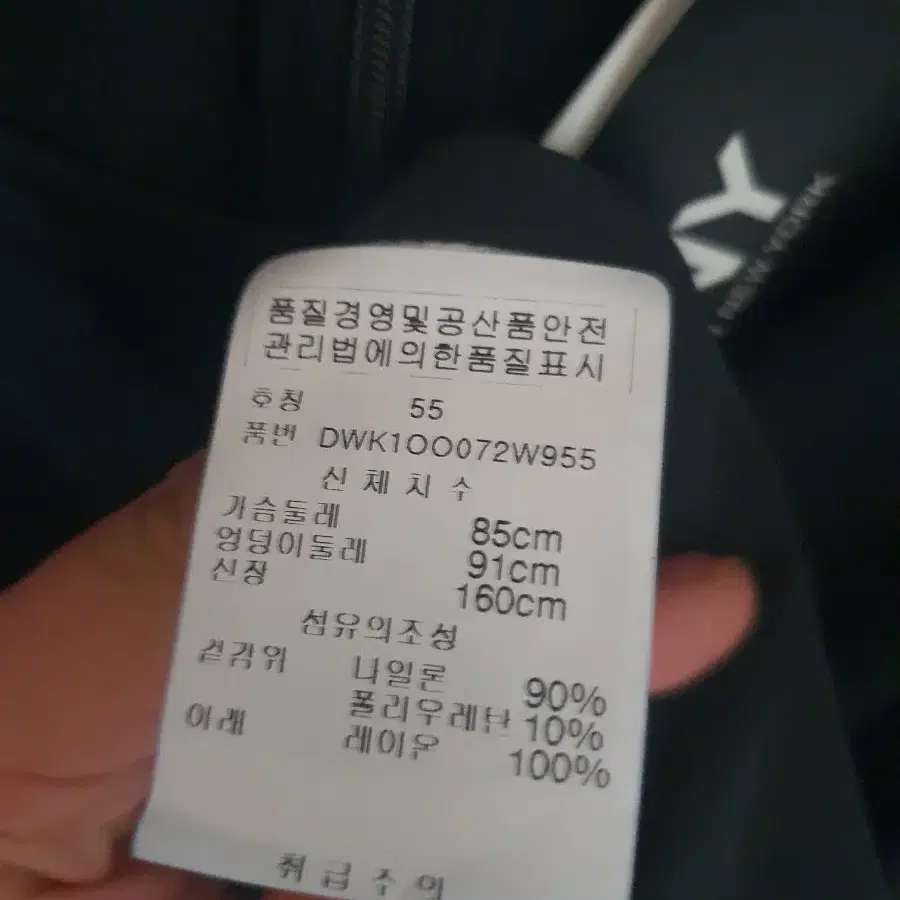 품질경영및공산품안전
관리법에의한품질표시
호칭 55
품번 DWK1OO072W955
신체치수
가슴둘레 85cm
엉덩이둘레 91cm
신장 160cm
섬유의조성
겉감위 나일론 90%
폴리우레탄 10%
아래 레이온 100%
취급주의